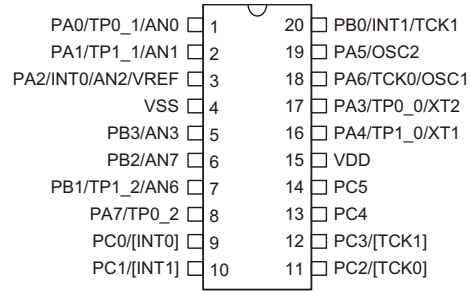 PA0/TP0_1/AN0 1 20 PB0/INT1/TCK1
PA1/TP1_1/AN1 2 19 PA5/OSC2
PA2/INT0/AN2/VREF 3 18 PA6/TCK0/OSC1
VSS 4 17 PA3/TP0_0/XT2
PB3/AN3 5 16 PA4/TP1_0/XT1
PB2/AN7 6 15 VDD
PB1/TP1_2/AN6 7 14 PC5
PA7/TP0_2 8 13 PC4
PC0/[INT0] 9 12 PC3/[TCK1]
PC1/[INT1] 10 11 PC2/[TCK0]